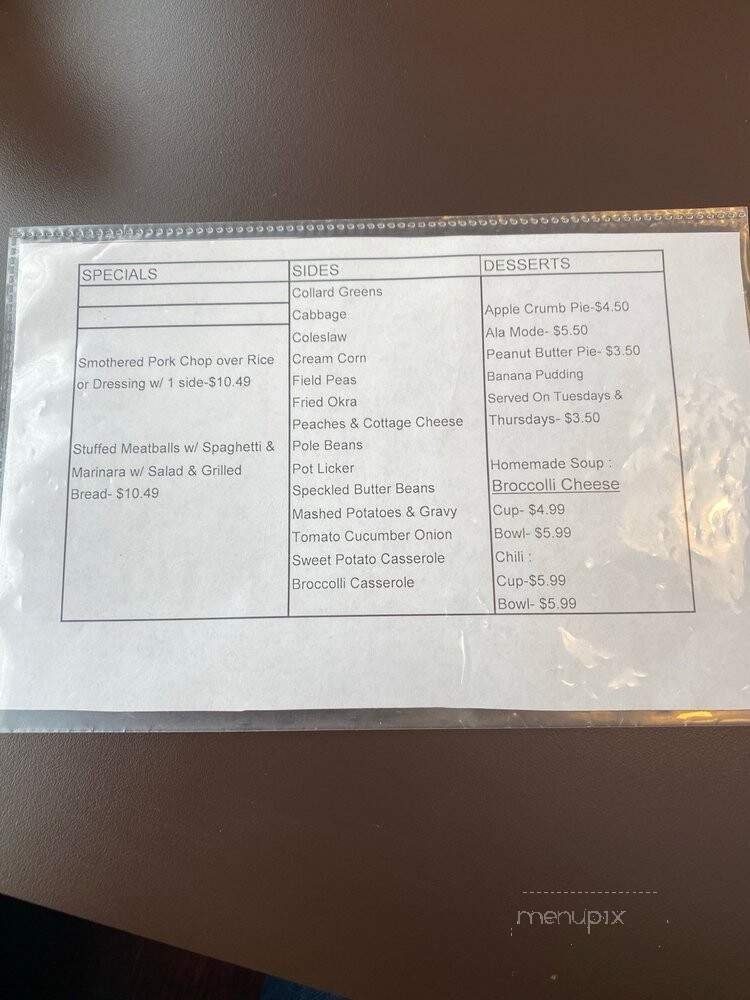 SPECIALS
Smothered Pork Chop over Rice
or Dressing w/ 1 side-$10.49
Stuffed Meatballs w/ Spaghetti &
Marinara w/ Salad & Grilled
Bread- $10.49
SIDES
Collard Greens
Cabbage
Coleslaw
Cream Corn
Field Peas
Fried Okra
Peaches & Cottage Cheese
Pole Beans
Pot Licker
Speckled Butter Beans
Mashed Potatoes & Gravy
Tomato Cucumber Onion
Sweet Potato Casserole
Broccolli Casserole
DESSERTS
Apple Crumb Pie-$4.50
Ala Mode- $5.50
Peanut Butter Pie- $3.50
Banana Pudding
Served On Tuesdays &
Thursdays- $3.50
Homemade Soup :
Broccolli Cheese
Cup- $4.99
Bowl- $5.99
Chili :
Cup-$5.99
Bowl- $5.99
menupix